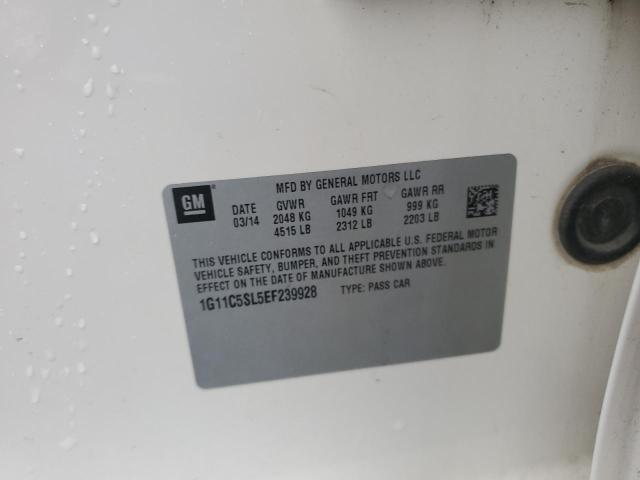 MFD BY GENERAL MOTORS LLC
GM
DATE GVWR GAWR FRT GAWR RR
03/14 2048 KG 1049 KG 999 KG
4515 LB 2312 LB 2203 LB
THIS VEHICLE CONFORMS TO ALL APPLICABLE U.S. FEDERAL MOTOR
VEHICLE SAFETY, BUMPER, AND THEFT PREVENTION STANDARDS IN
EFFECT ON THE DATE OF MANUFACTURE SHOWN ABOVE.
1G11C5SL5EF239928 TYPE: PASS CAR